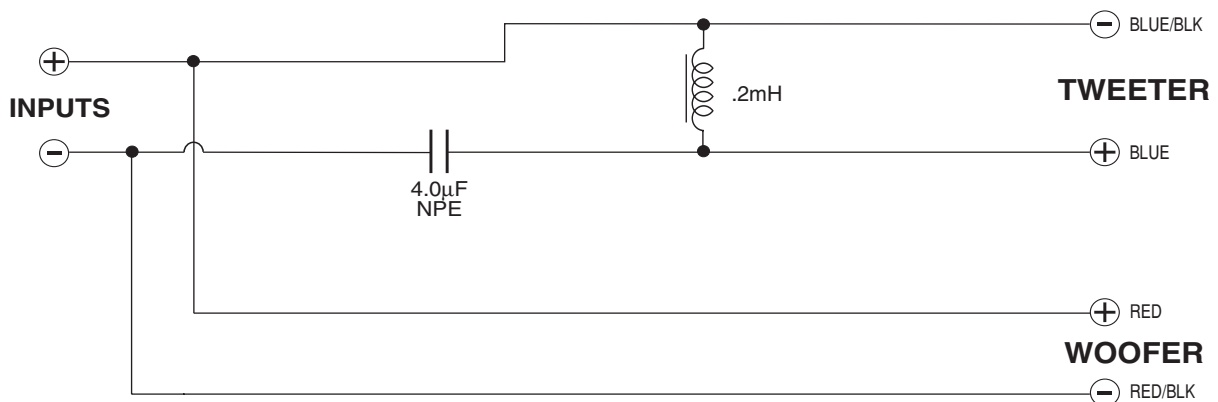 BLUE/BLK
INPUTS
.2mH
TWEETER
BLUE
4.0μF
NPE
RED
WOOFER
RED/BLK